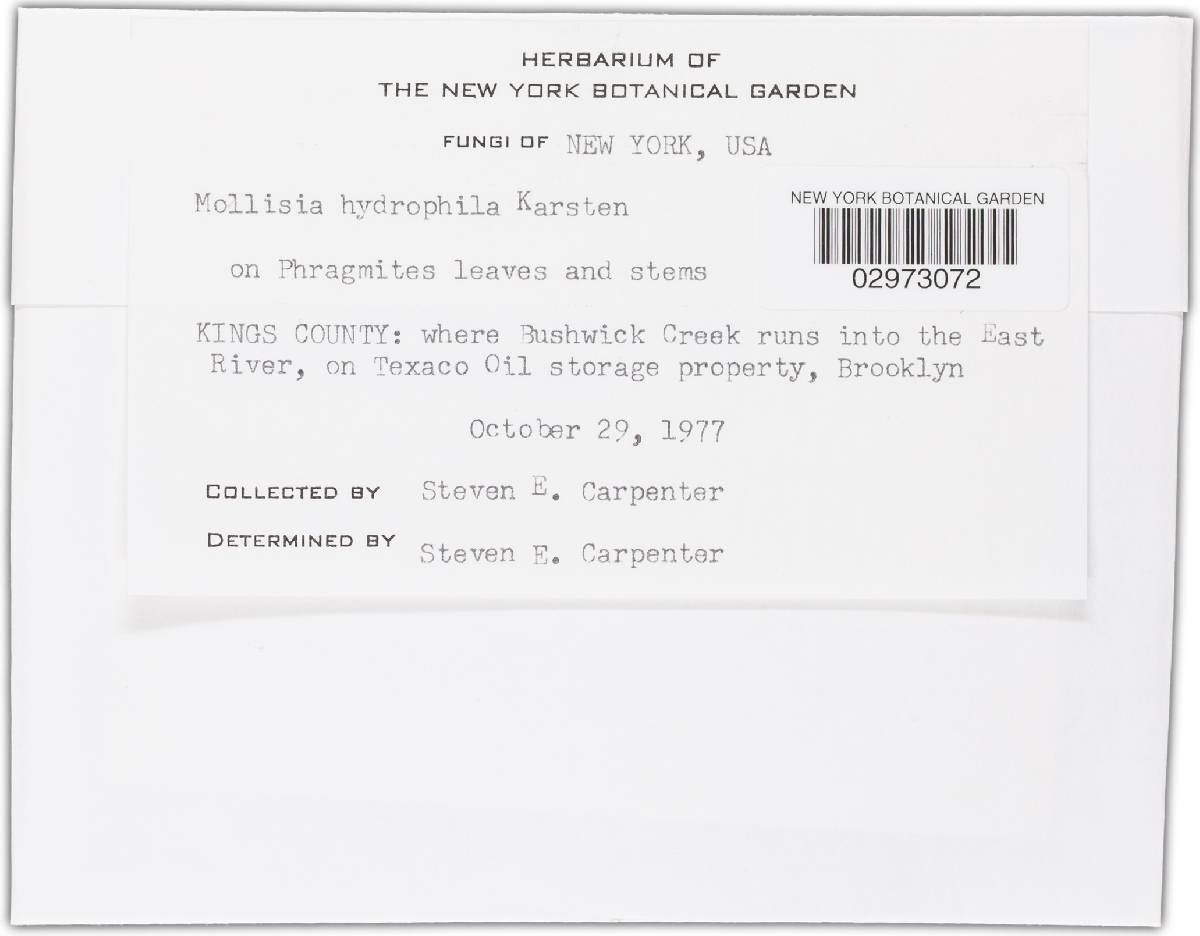 HERBARIUM OF
THE NEW YORK BOTANICAL GARDEN
FUNGI OF NEW YORK, USA
Mollisia hydrophila Karsten
NEW YORK BOTANICAL GARDEN
02973072
on Phragmites leaves and stems
KINGS COUNTY: where Bushwick Creek runs into the East
River, on Texaco Oil storage property, Brooklyn
October 29, 1977
COLLECTED BY Steven E. Carpenter
DETERMINED BY Steven E. Carpenter